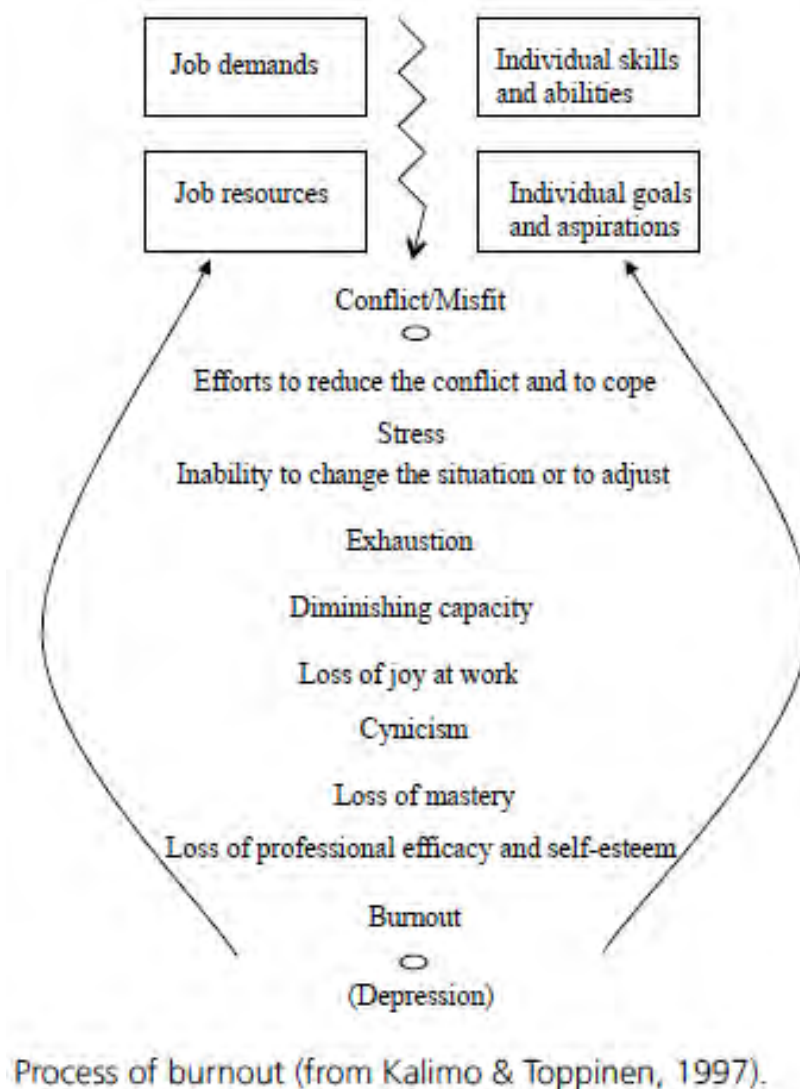 Job demands
Individual skills
and abilities
Job resources
Individual goals
and aspirations
Conflict/Misfit
Efforts to reduce the conflict and to cope
Stress
Inability to change the situation or to adjust
Exhaustion
Diminishing capacity
Loss of joy at work
Cynicism
Loss of mastery
Loss of professional efficacy and self-esteem
Burnout
(Depression)
Process of burnout (from Kalimo & Toppinen, 1997).